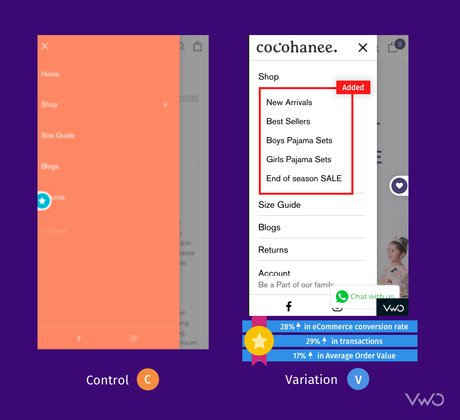 Home
Shop +
Size Guide
Blogs
chart
cocohanee.
0
Shop
Added
New Arrivals
Best Sellers
Boys Pajama Sets
Girls Pajama Sets
End of season SALE
Size Guide
Blogs
Returns
Account
Be a Part of our family
Chat with us
VWO
28% in eCommerce conversion rate
29% in transactions
17% in Average Order Value
Control C
Variation V
VWO